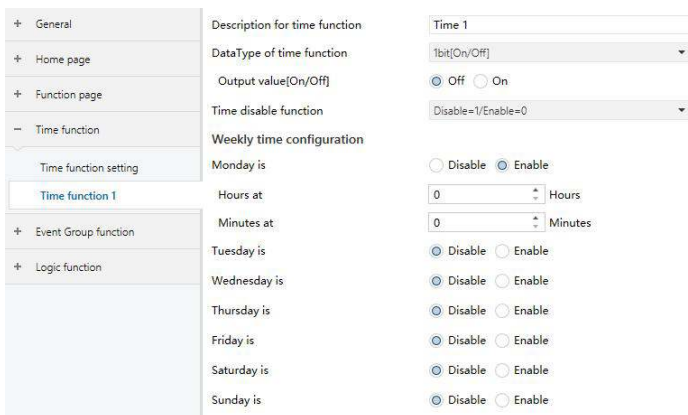 + General
+ Home page
+ Function page
− Time function
Time function setting
Time function 1
+ Event Group function
+ Logic function
Description for time function Time 1
DataType of time function 1bit[On/Off]
Output value[On/Off] Off On
Time disable function Disable=1/Enable=0
Weekly time configuration
Monday is Disable Enable
Hours at 0 Hours
Minutes at 0 Minutes
Tuesday is Disable Enable
Wednesday is Disable Enable
Thursday is Disable Enable
Friday is Disable Enable
Saturday is Disable Enable
Sunday is Disable Enable